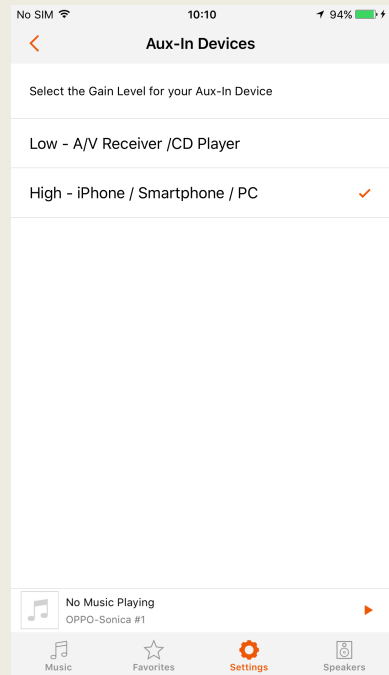 No SIM 10:10 94%
Aux-In Devices
Select the Gain Level for your Aux-In Device
Low - A/V Receiver /CD Player
High - iPhone / Smartphone / PC
No Music Playing
OPPO-Sonica #1
Music Favorites Settings Speakers